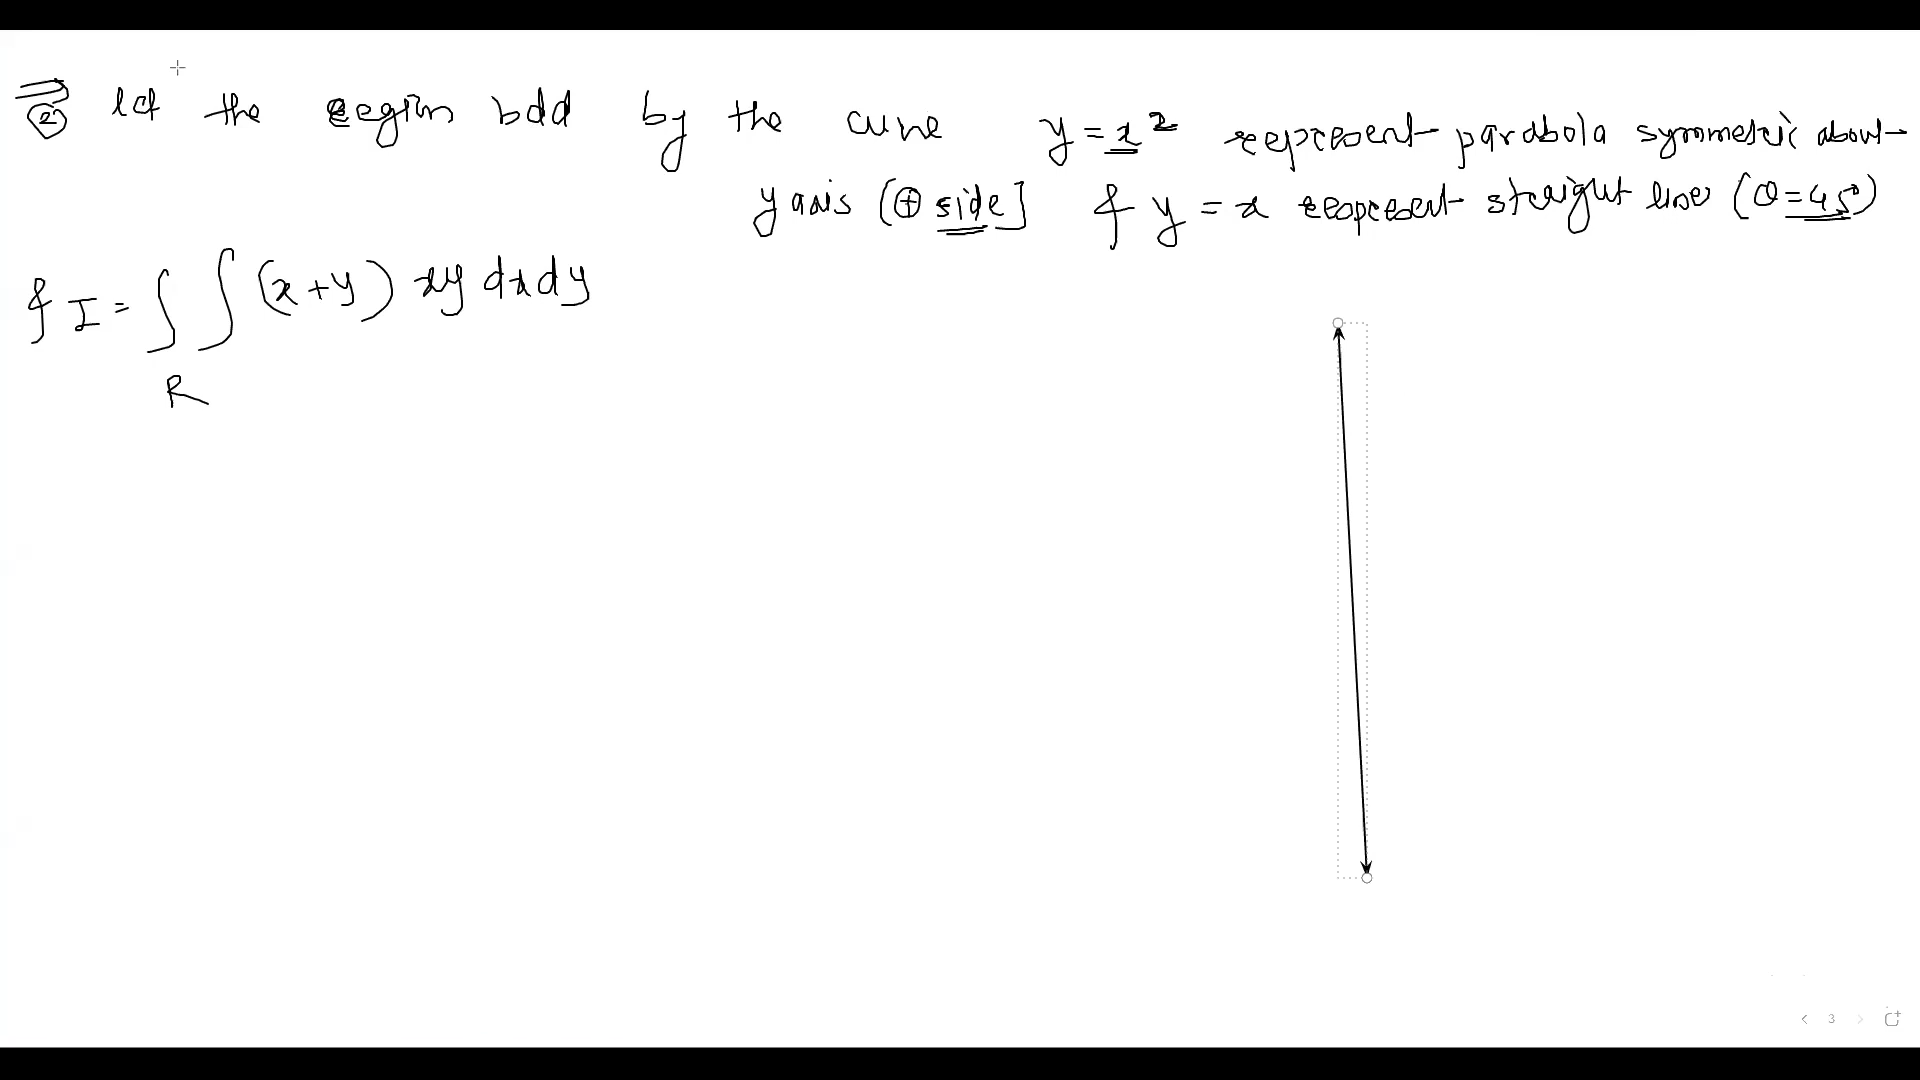 ② let the region bdd by the curve y = x² represent parabola symmetric about
y axis (⊕ side] & y = x represent straight line (θ = 45°)
& I = ∫ ∫ (x + y) xy dx dy
R
< 3 >